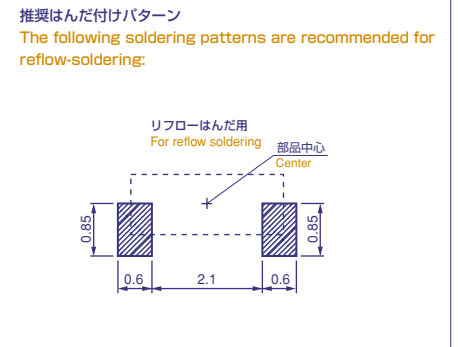 推奨はんだ付けパターン
The following soldering patterns are recommended for
reflow-soldering:
リフローはんだ用
For reflow soldering
部品中心
Center
0.85
0.85
0.6
2.1
0.6